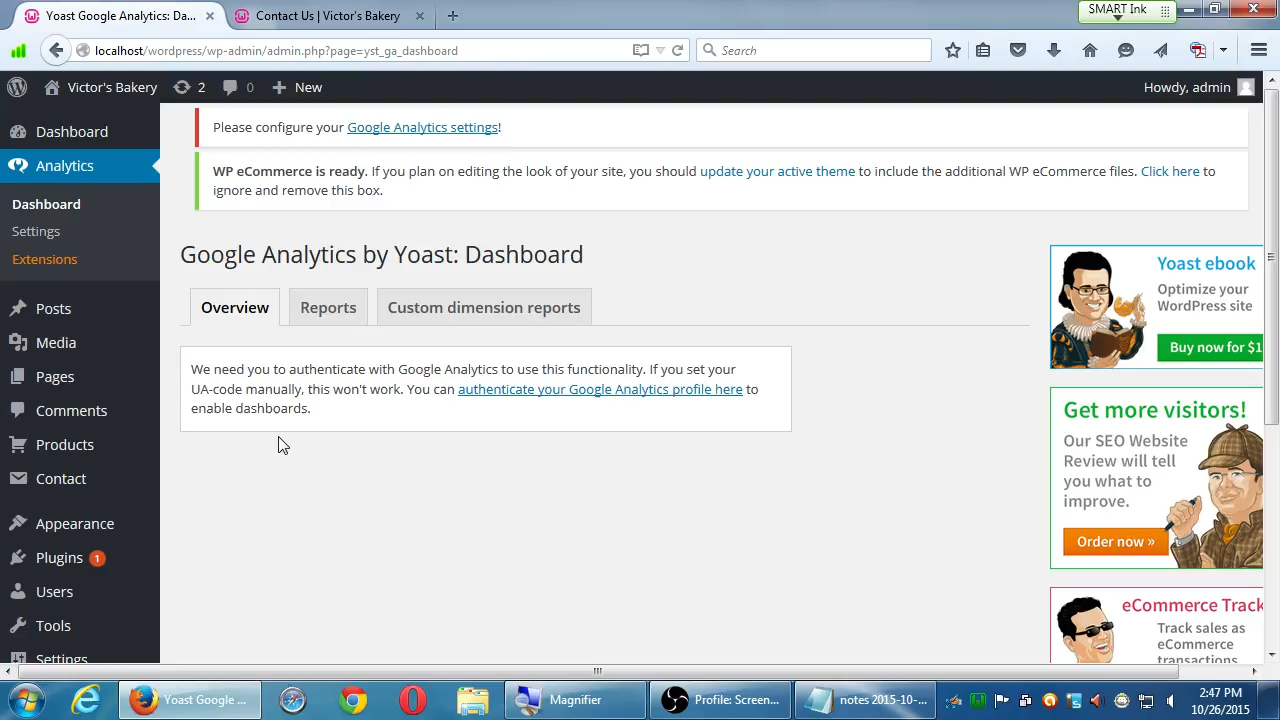 Yoast Google Analytics: Da...
Contact Us | Victor's Bakery
SMART Ink
localhost/wordpress/wp-admin/admin.php?page=yst_ga_dashboard
Search
Victor's Bakery
2
0
New
Howdy, admin
Dashboard
Analytics
Dashboard
Settings
Extensions
Posts
Media
Pages
Comments
Products
Contact
Appearance
Plugins 1
Users
Tools
Settings
Please configure your Google Analytics settings!
WP eCommerce is ready. If you plan on editing the look of your site, you should update your active theme to include the additional WP eCommerce files. Click here to
ignore and remove this box.
Google Analytics by Yoast: Dashboard
Overview
Reports
Custom dimension reports
We need you to authenticate with Google Analytics to use this functionality. If you set your
UA-code manually, this won't work. You can authenticate your Google Analytics profile here to
enable dashboards.
Yoast ebook
Optimize your
WordPress site
Buy now for $1
Get more visitors!
Our SEO Website
Review will tell
you what to
improve.
Order now »
eCommerce Track
Track sales as
eCommerce
transactions
Yoast Google ...
Magnifier
Profile: Screen...
notes 2015-10-...
2:47 PM
10/26/2015